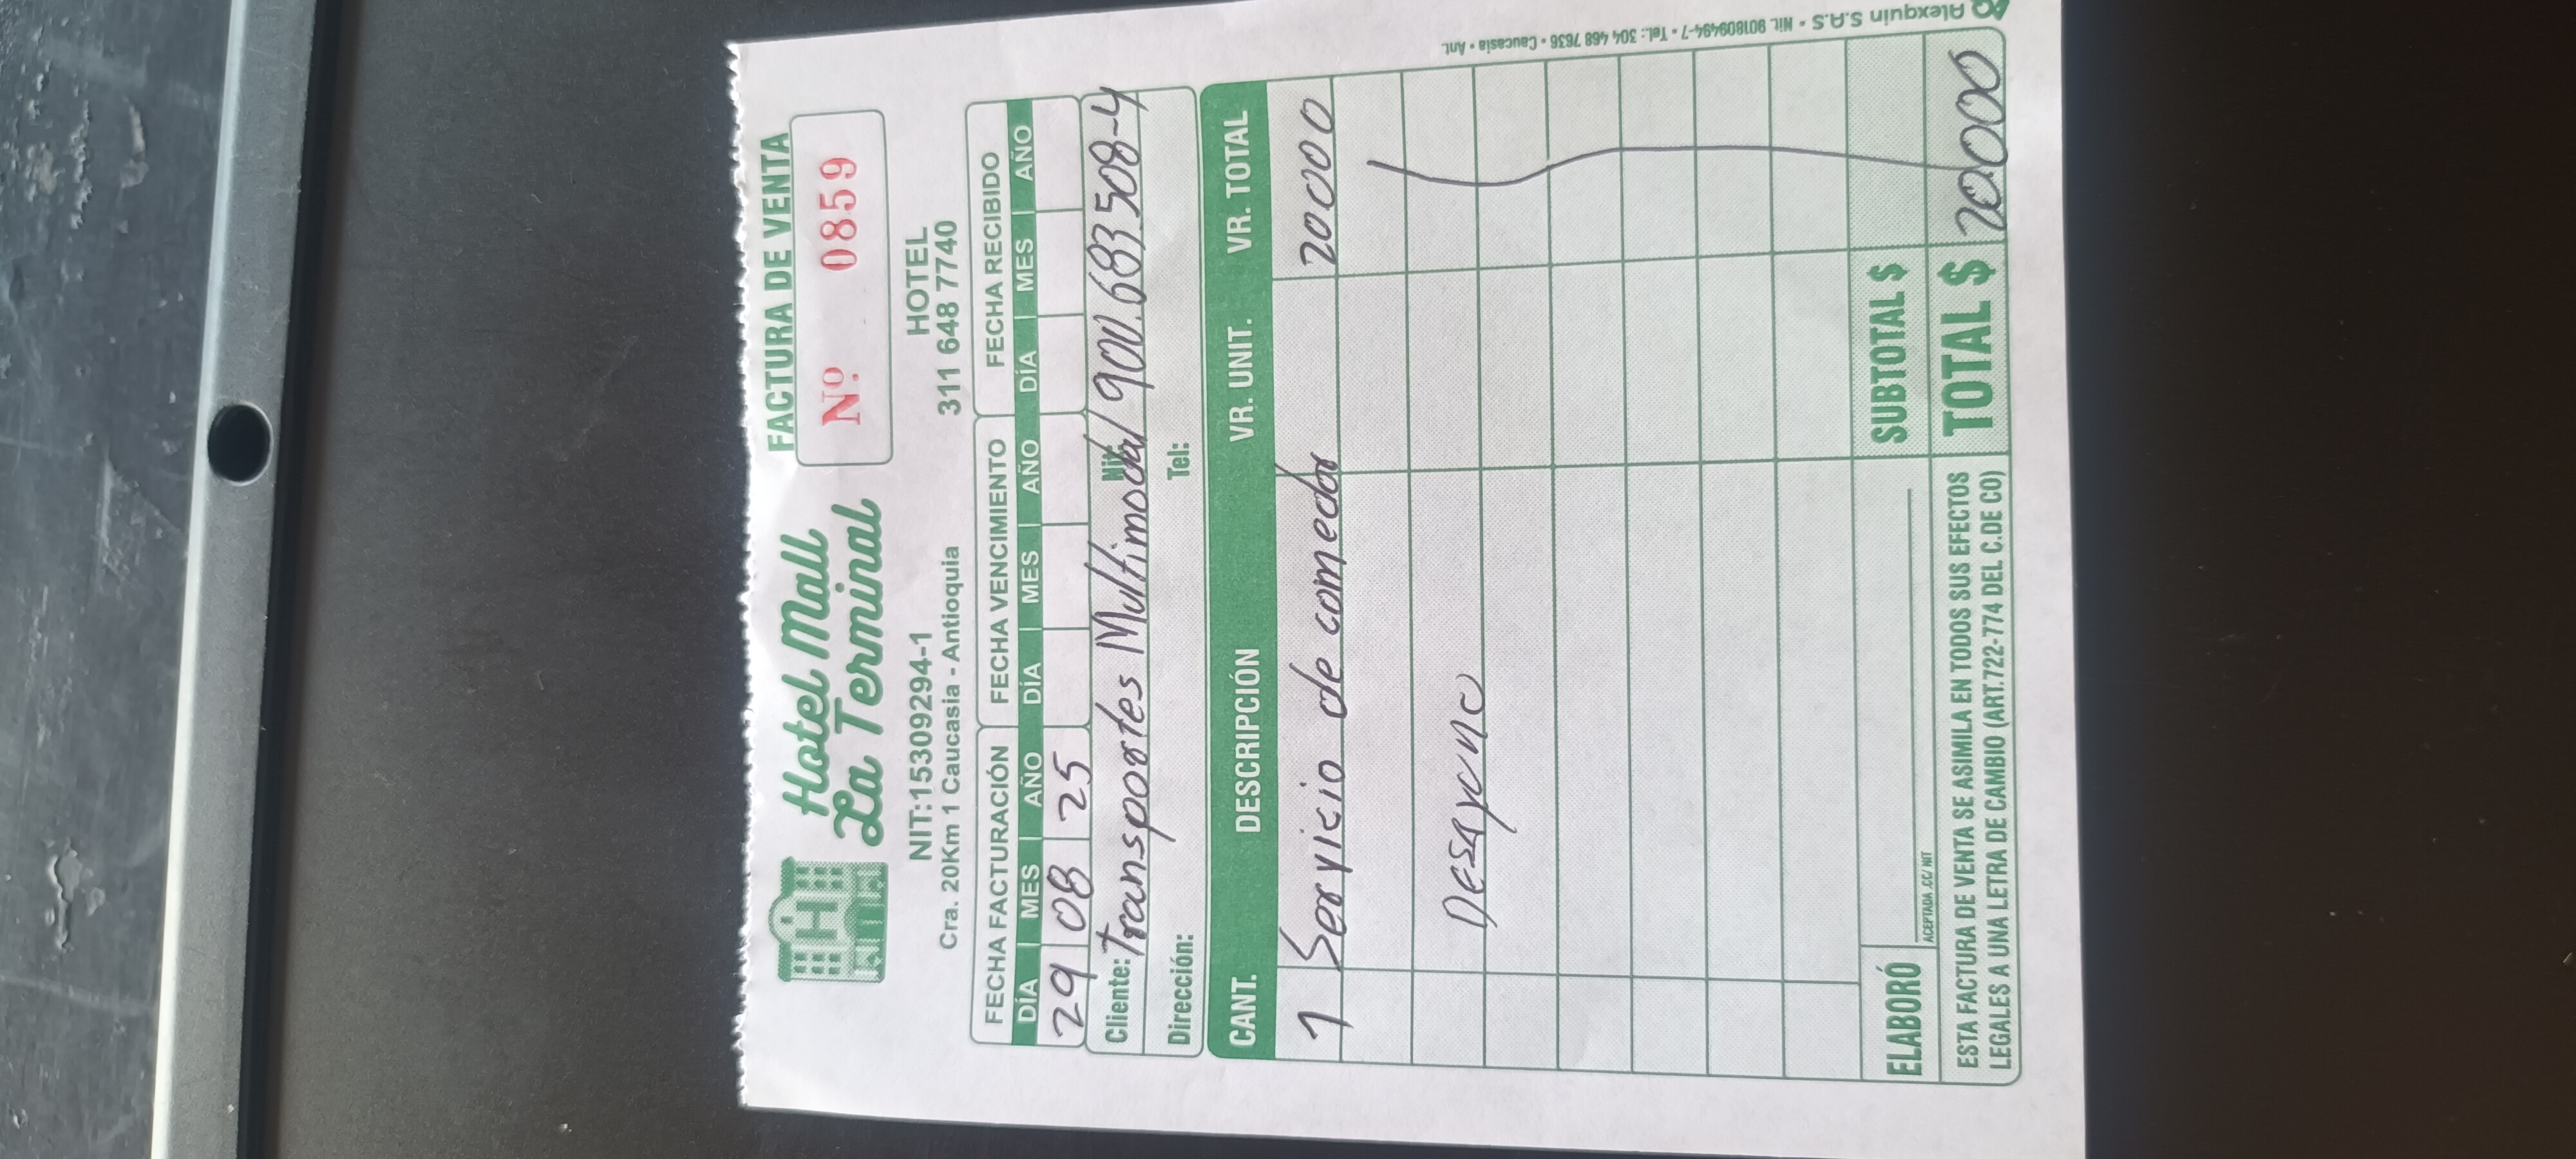 Hotel Mall
La Terminal
FACTURA DE VENTA
Nº. 0859
NIT:15309294-1
Cra. 20Km 1 Caucasia - Antioquia
HOTEL
311 648 7740
FECHA FACTURACIÓN FECHA VENCIMIENTO FECHA RECIBIDO
DÍA MES AÑO DÍA MES AÑO DÍA MES AÑO
29 08 25
Cliente: Transportes Multimodal Nit: 900.683.508-4
Dirección: Tel:
CANT. DESCRIPCIÓN VR. UNIT. VR. TOTAL
1 Servicio de comedor 20000
Desayuno
ELABORÓ
ACEPTADA .CC/ NIT
SUBTOTAL $
TOTAL $ 20000
ESTA FACTURA DE VENTA SE ASIMILA EN TODOS SUS EFECTOS
LEGALES A UNA LETRA DE CAMBIO (ART.722-774 DEL C.DE CO)
Alexquin S.A.S • Nit. 901809494-7 • Tel.: 304 468 7636 • Caucasia • Ant.